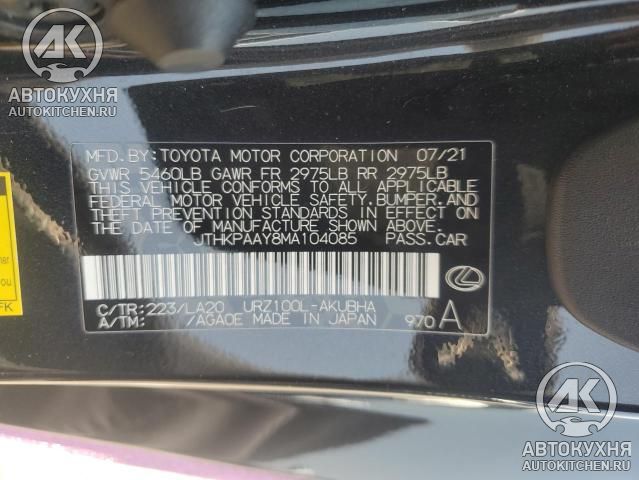 AK
АВТОКУХНЯ
AUTOKITCHEN.RU
MFD. BY: TOYOTA MOTOR CORPORATION 07/21
GVWR 5460LB GAWR FR 2975LB RR 2975LB
THIS VEHICLE CONFORMS TO ALL APPLICABLE
FEDERAL MOTOR VEHICLE SAFETY, BUMPER, AND
THEFT PREVENTION STANDARDS IN EFFECT ON THE
DATE OF MANUFACTURE SHOWN ABOVE.
JTHKPAAY8MA104085 PASS. CAR
C/TR: 223/LA20 URZ100L-AKUBHA
A/TM: /AGA0E MADE IN JAPAN 970 A
FK
AK
АВТОКУХНЯ
AUTOKITCHEN.RU